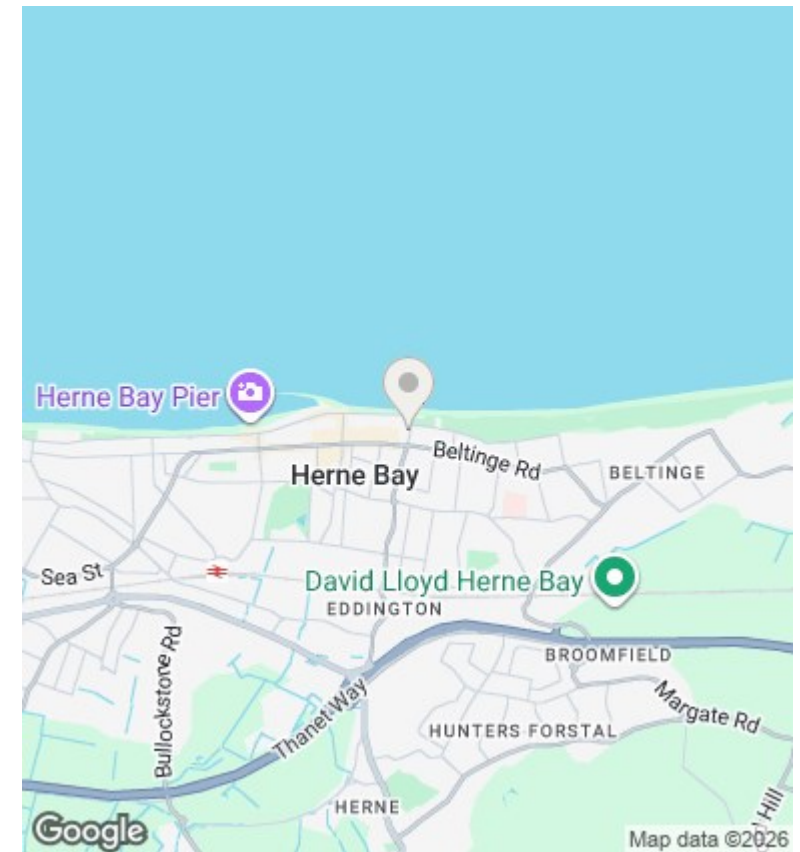 Herne Bay Pier
Beltinge Rd
Herne Bay
BELTINGE
Sea St
David Lloyd Herne Bay
EDDINGTON
BROOMFIELD
Bullockstone Rd
Thanet Way
Margate Rd
HUNTERS FORSTAL
HERNE
Hill
Google
Map data ©2026